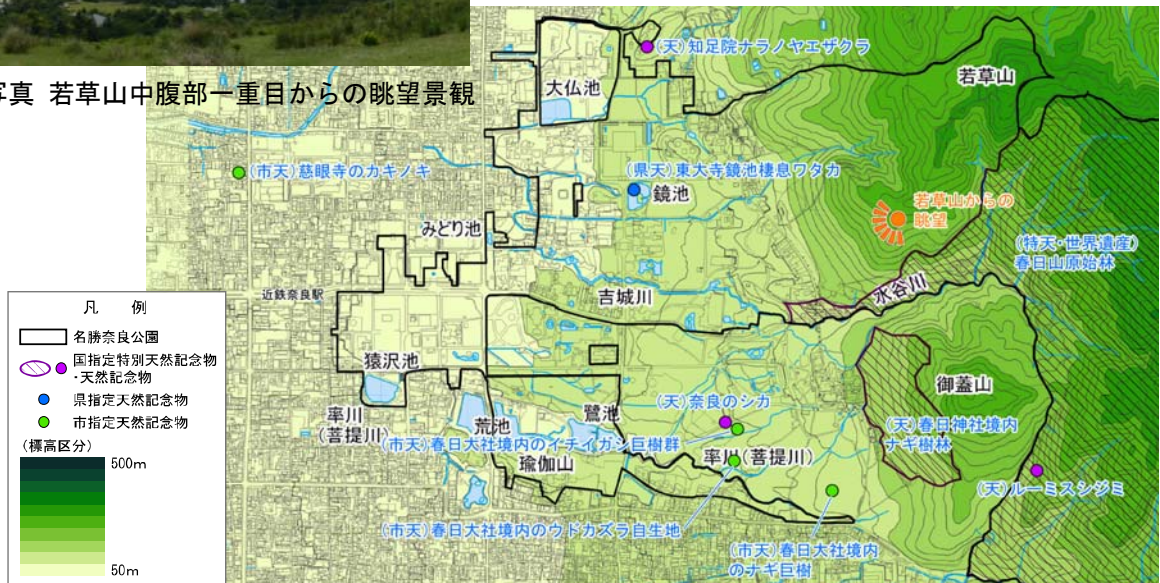 写真 若草山中腹部一重目からの眺望景観
(天)知足院ナラノヤエザクラ
若草山
大仏池
(市天)慈眼寺のカキノキ
(県天)東大寺鏡池棲息ワタカ
鏡池
若草山からの
眺望
みどり池
(特天・世界遺産)
春日山原始林
水谷川
近鉄奈良駅
吉城川
猿沢池
御蓋山
率川
(菩提川)
荒池
鷺池
(天)奈良のシカ
(天)春日神社境内
ナギ樹林
(市天)春日大社境内のイチイガシ巨樹群
率川(菩提川)
瑜伽山
(天)ルーミスシジミ
(市天)春日大社境内のウドカズラ自生地
(市天)春日大社境内
のナギ巨樹
凡 例
名勝奈良公園
国指定特別天然記念物
・天然記念物
県指定天然記念物
市指定天然記念物
(標高区分)
500m
50m